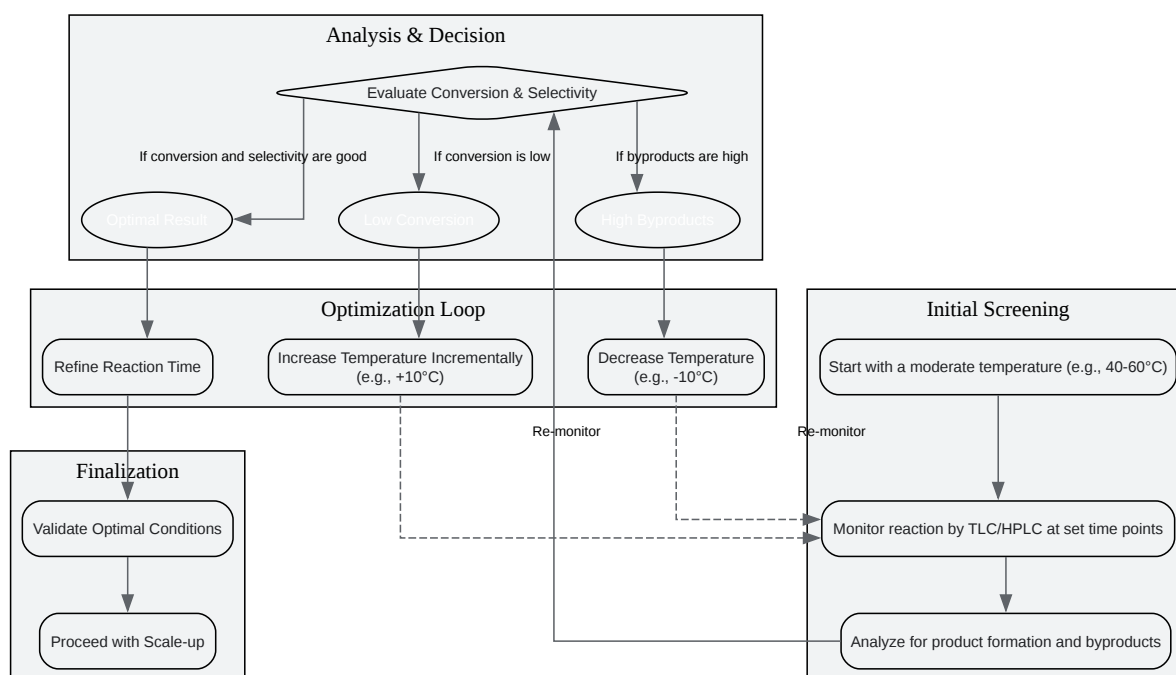 Analysis & Decision
Evaluate Conversion & Selectivity
If conversion and selectivity are good
If conversion is low
If byproducts are high
Optimal Result
Low Conversion
High Byproducts
Optimization Loop
Refine Reaction Time
Increase Temperature Incrementally
(e.g., +10°C)
Decrease Temperature
(e.g., -10°C)
Initial Screening
Start with a moderate temperature (e.g., 40-60°C)
Re-monitor
Re-monitor
Monitor reaction by TLC/HPLC at set time points
Analyze for product formation and byproducts
Finalization
Validate Optimal Conditions
Proceed with Scale-up